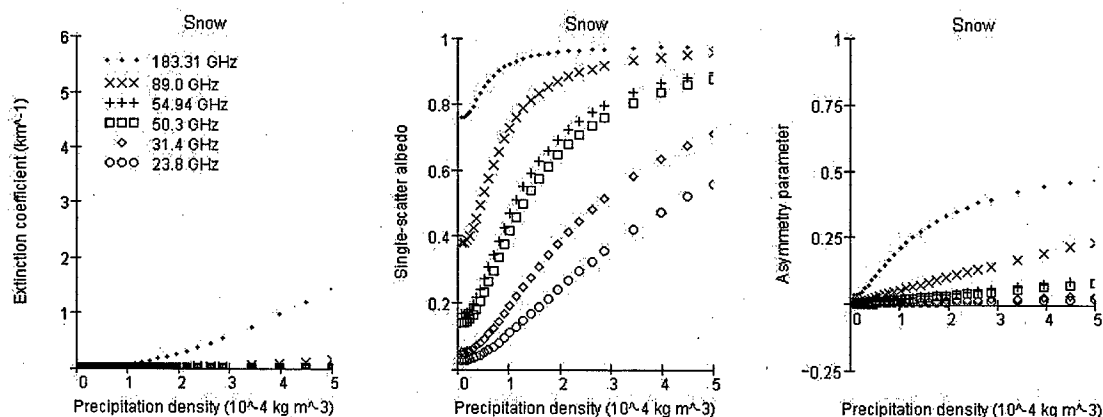 Snow
Extinction coefficient (km^-1)
6
5
4
3
2
1
183.31 GHz
89.0 GHz
54.94 GHz
50.3 GHz
31.4 GHz
23.8 GHz
0 1 2 3 4 5
Precipitation density (10^-4 kg m^-3)
Snow
Single-scatter albedo
1
0.8
0.6
0.4
0.2
0 1 2 3 4 5
Precipitation density (10^-4 kg m^-3)
Snow
Asymmetry parameter
1
0.75
0.5
0.25
0
-0.25
0 1 2 3 4 5
Precipitation density (10^-4 kg m^-3)